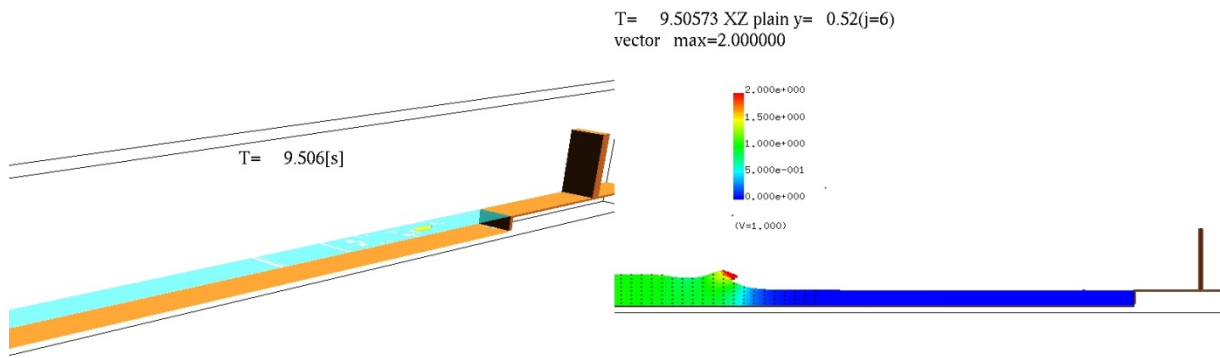 T= 9.506[s]
T= 9.50573 XZ plain y= 0.52(j=6)
vector max=2.000000
2.000e+000
1.500e+000
1.000e+000
5.000e-001
0.000e+000
(V=1.000)